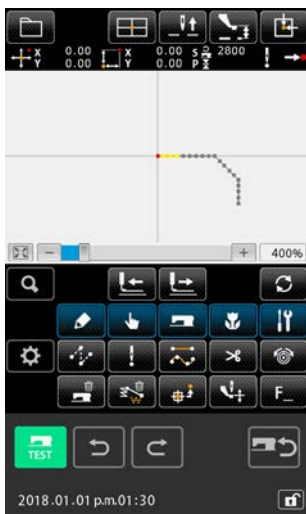 X 0.00 X 0.00 S 2800
Y 0.00 Y 0.00 P
400%
F_
TEST
2018.01.01 p.m.01:30